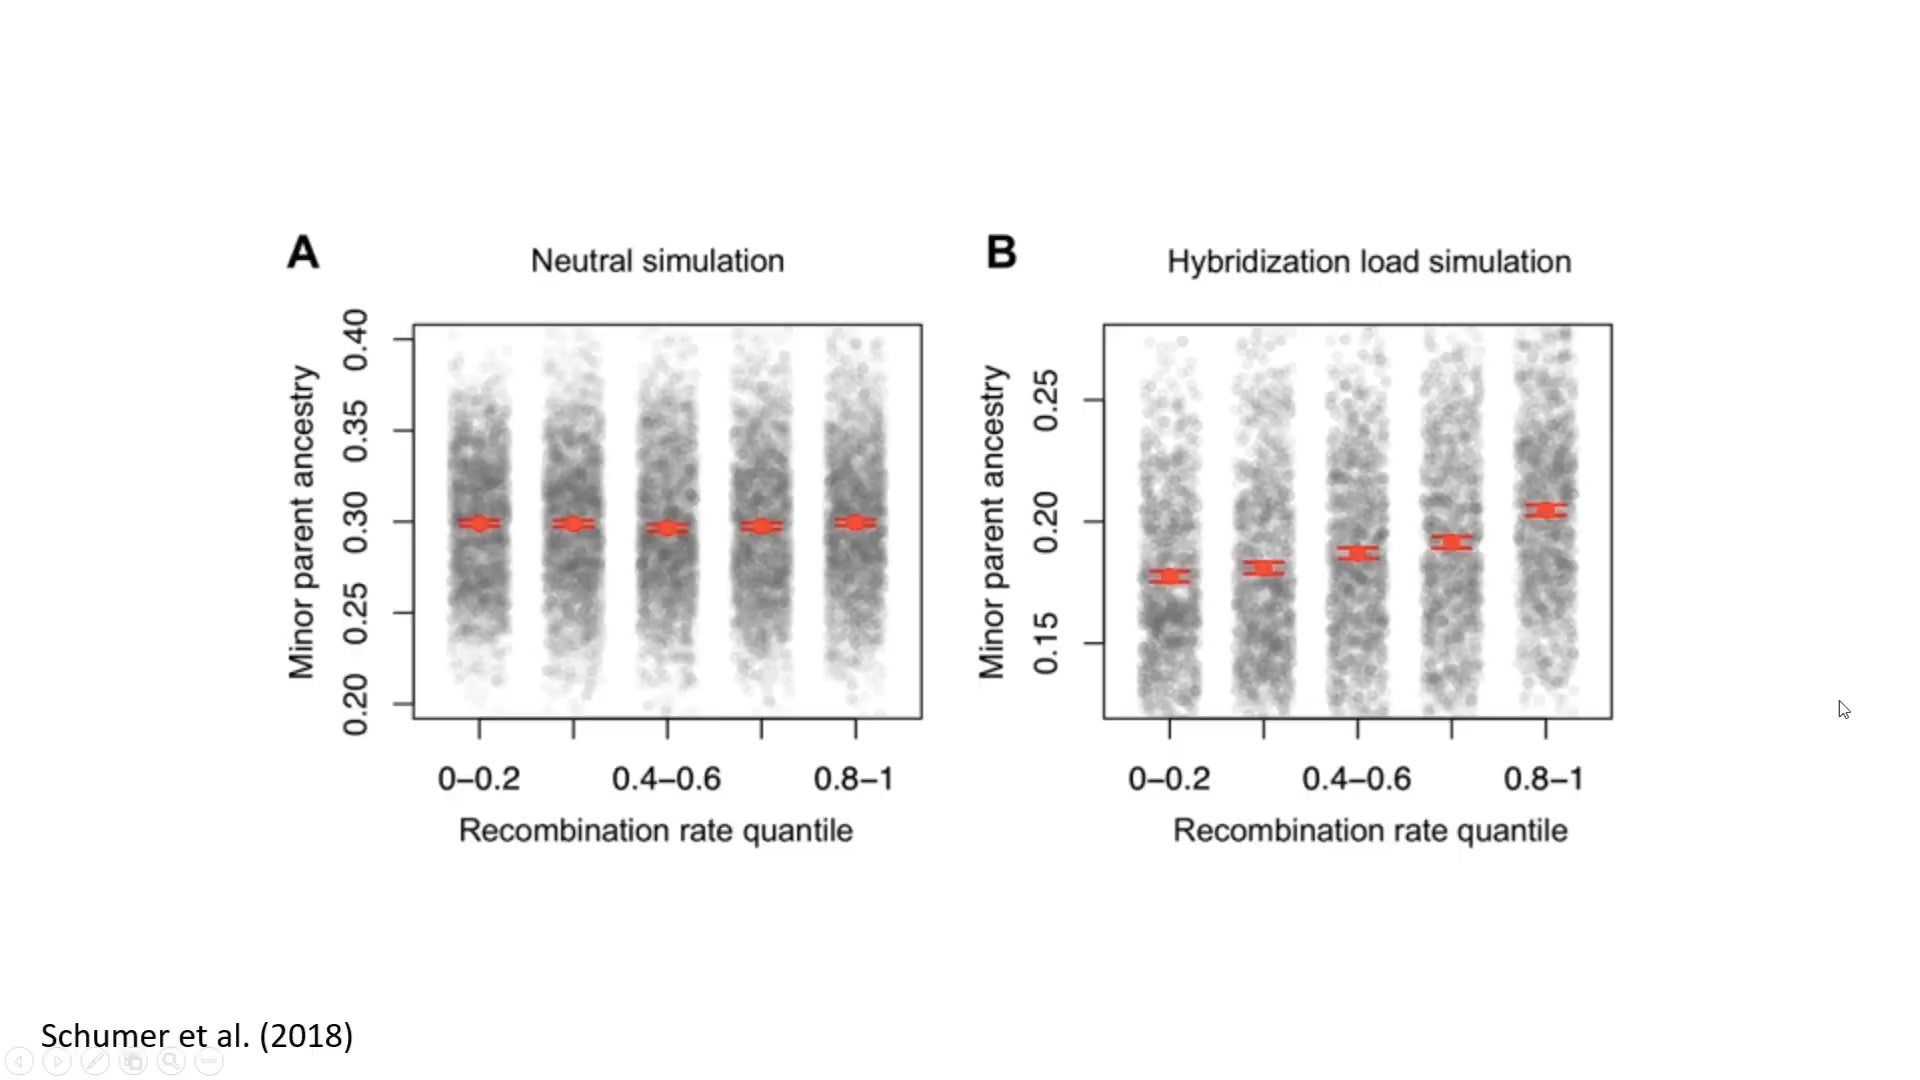 A
Neutral simulation
Minor parent ancestry
0.40
0.35
0.30
0.25
0.20
0–0.2
0.4–0.6
0.8–1
Recombination rate quantile
B
Hybridization load simulation
Minor parent ancestry
0.25
0.20
0.15
0–0.2
0.4–0.6
0.8–1
Recombination rate quantile
Schumer et al. (2018)